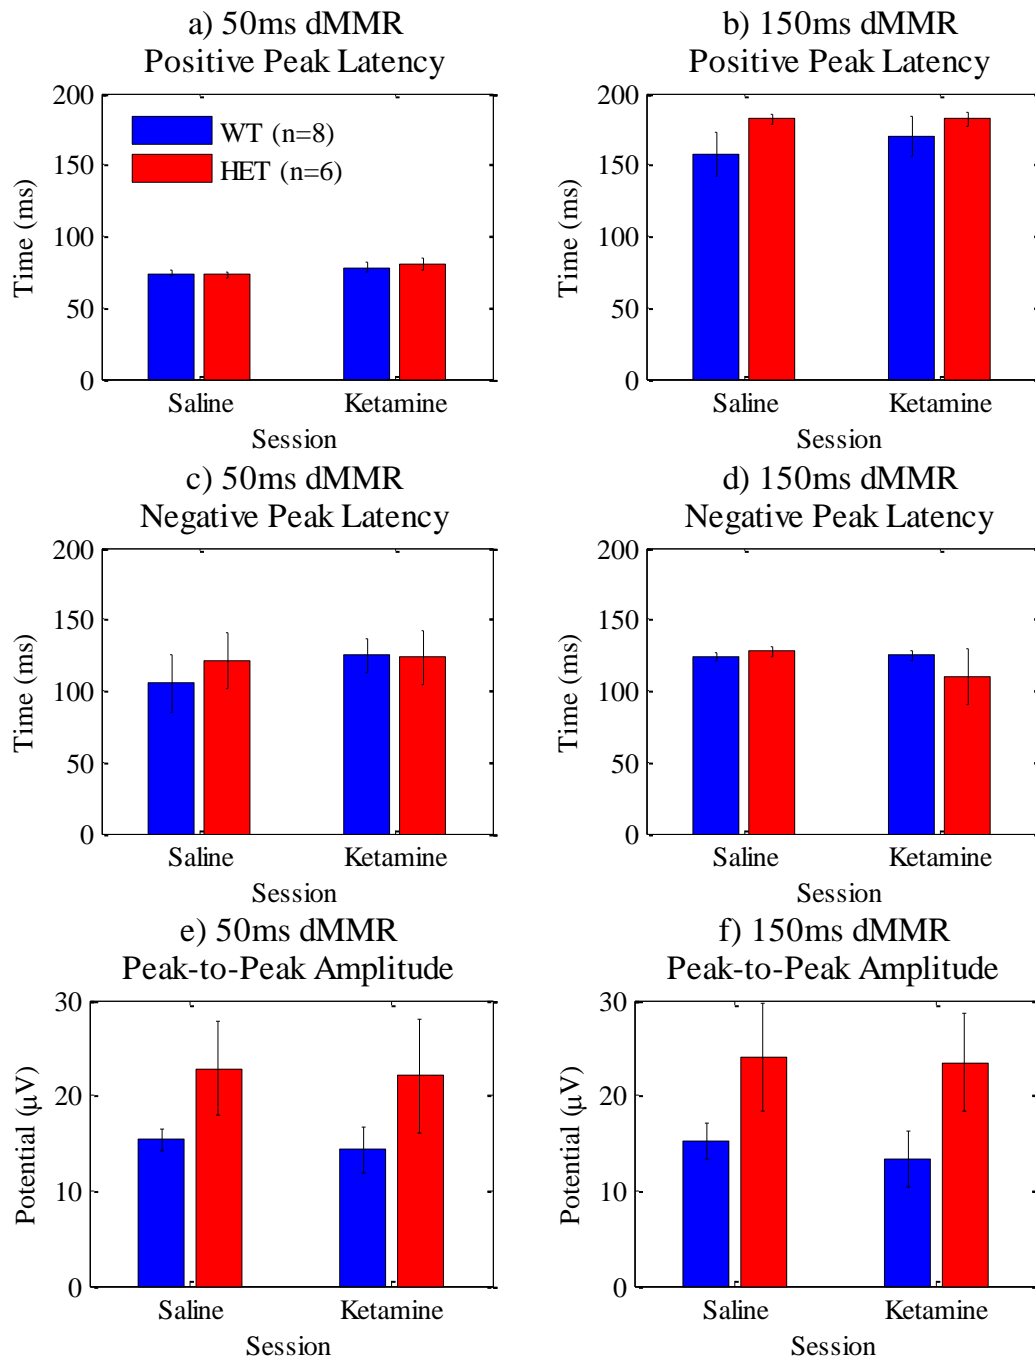 a) 50ms dMMR
Positive Peak Latency
200
150
100
50
0
Time (ms)
WT (n=8)
HET (n=6)
Saline
Ketamine
Session
b) 150ms dMMR
Positive Peak Latency
200
150
100
50
0
Time (ms)
Saline
Ketamine
Session
c) 50ms dMMR
Negative Peak Latency
200
150
100
50
0
Time (ms)
Saline
Ketamine
Session
d) 150ms dMMR
Negative Peak Latency
200
150
100
50
0
Time (ms)
Saline
Ketamine
Session
e) 50ms dMMR
Peak-to-Peak Amplitude
30
20
10
0
Potential (μV)
Saline
Ketamine
Session
f) 150ms dMMR
Peak-to-Peak Amplitude
30
20
10
0
Potential (μV)
Saline
Ketamine
Session